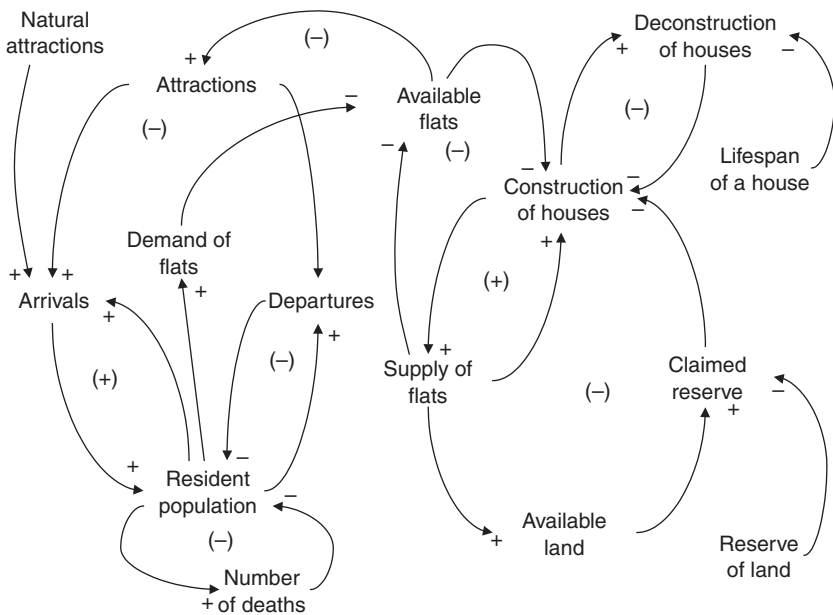 Natural
attractions
+
(–)
Attractions
(–)
–
Available
flats
–
(–)
Deconstruction
of houses
+
–
(–)
Lifespan
of a house
–
–
–
Construction
of houses
+
Demand of
flats
+
+
+
Arrivals
+
Departures
+
(+)
(–)
(+)
+
Supply of
flats
(–)
Claimed
reserve
+
–
+
–
Resident
population
–
(–)
+
Number
of deaths
+
Available
land
Reserve
of land